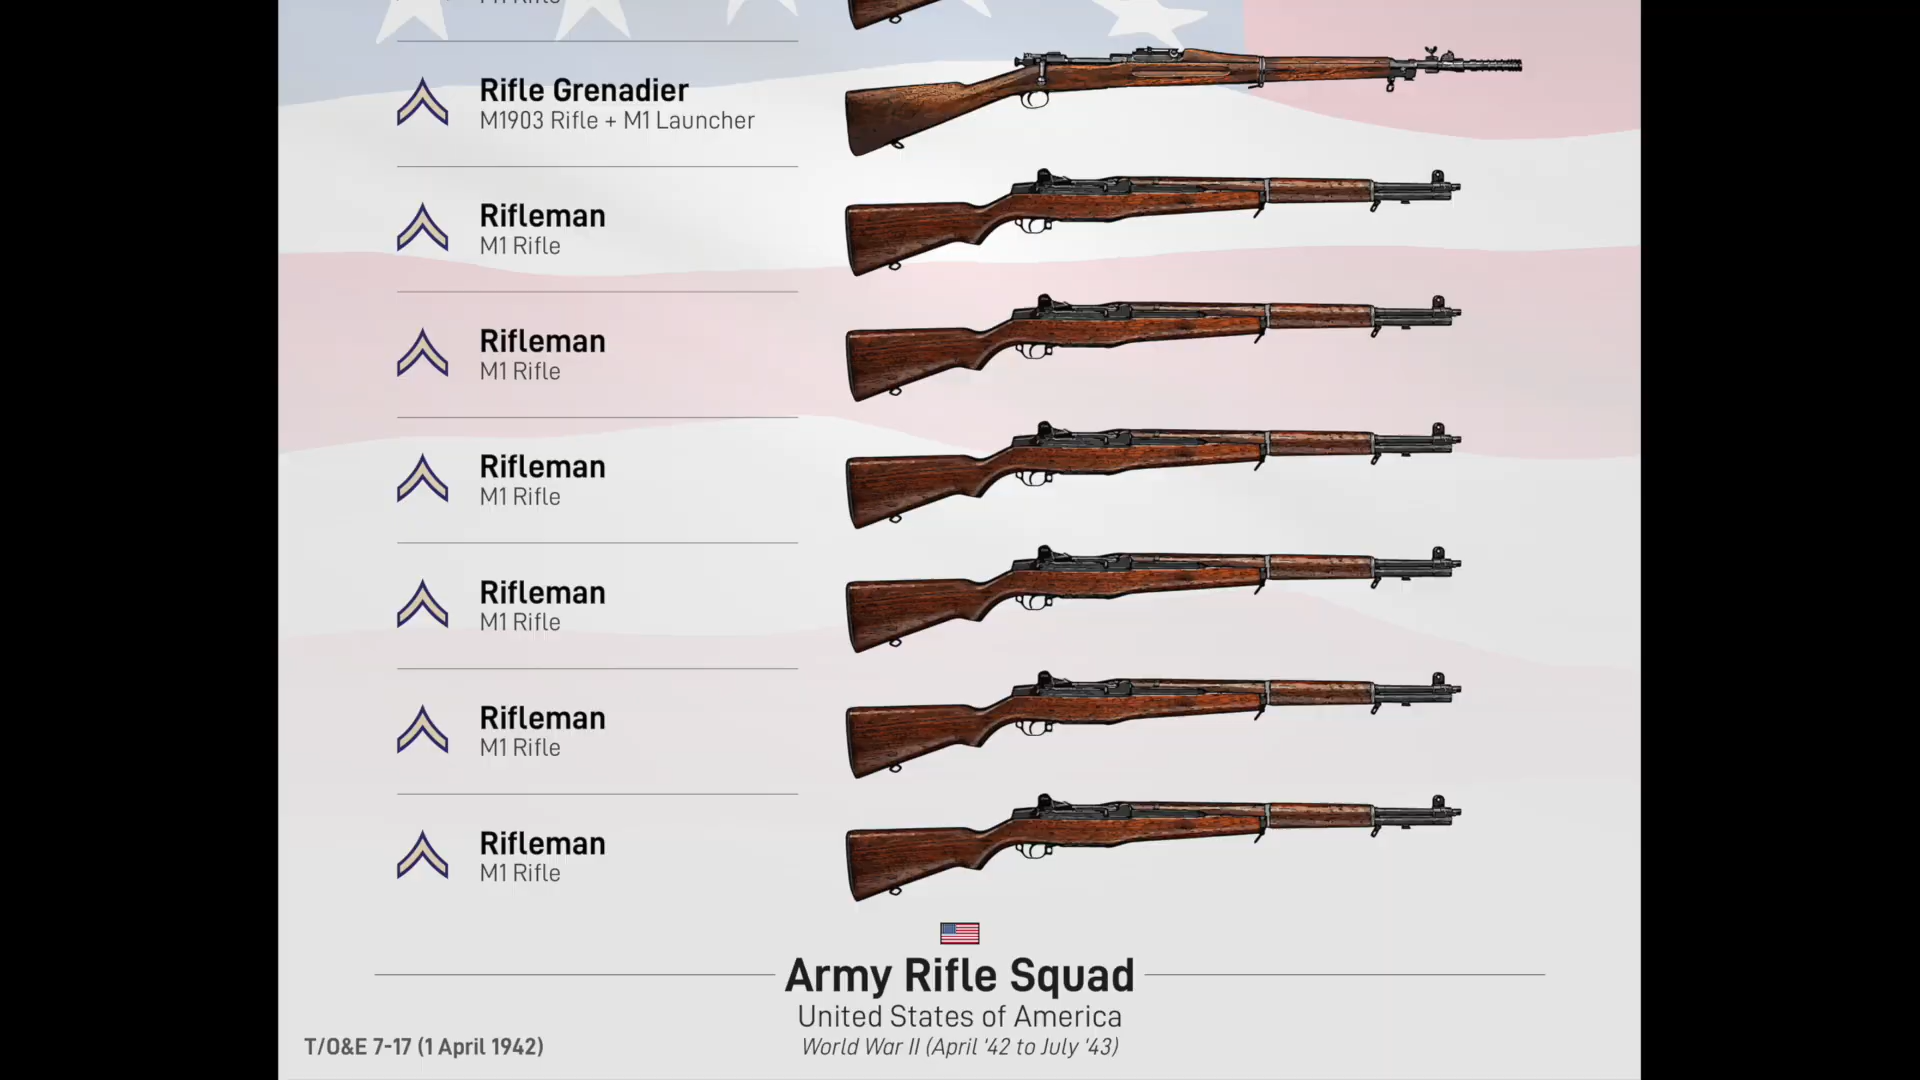 M1 Rifle
Rifle Grenadier
M1903 Rifle + M1 Launcher
Rifleman
M1 Rifle
Rifleman
M1 Rifle
Rifleman
M1 Rifle
Rifleman
M1 Rifle
Rifleman
M1 Rifle
Rifleman
M1 Rifle
Army Rifle Squad
United States of America
World War II (April '42 to July '43)
T/O&E 7-17 (1 April 1942)